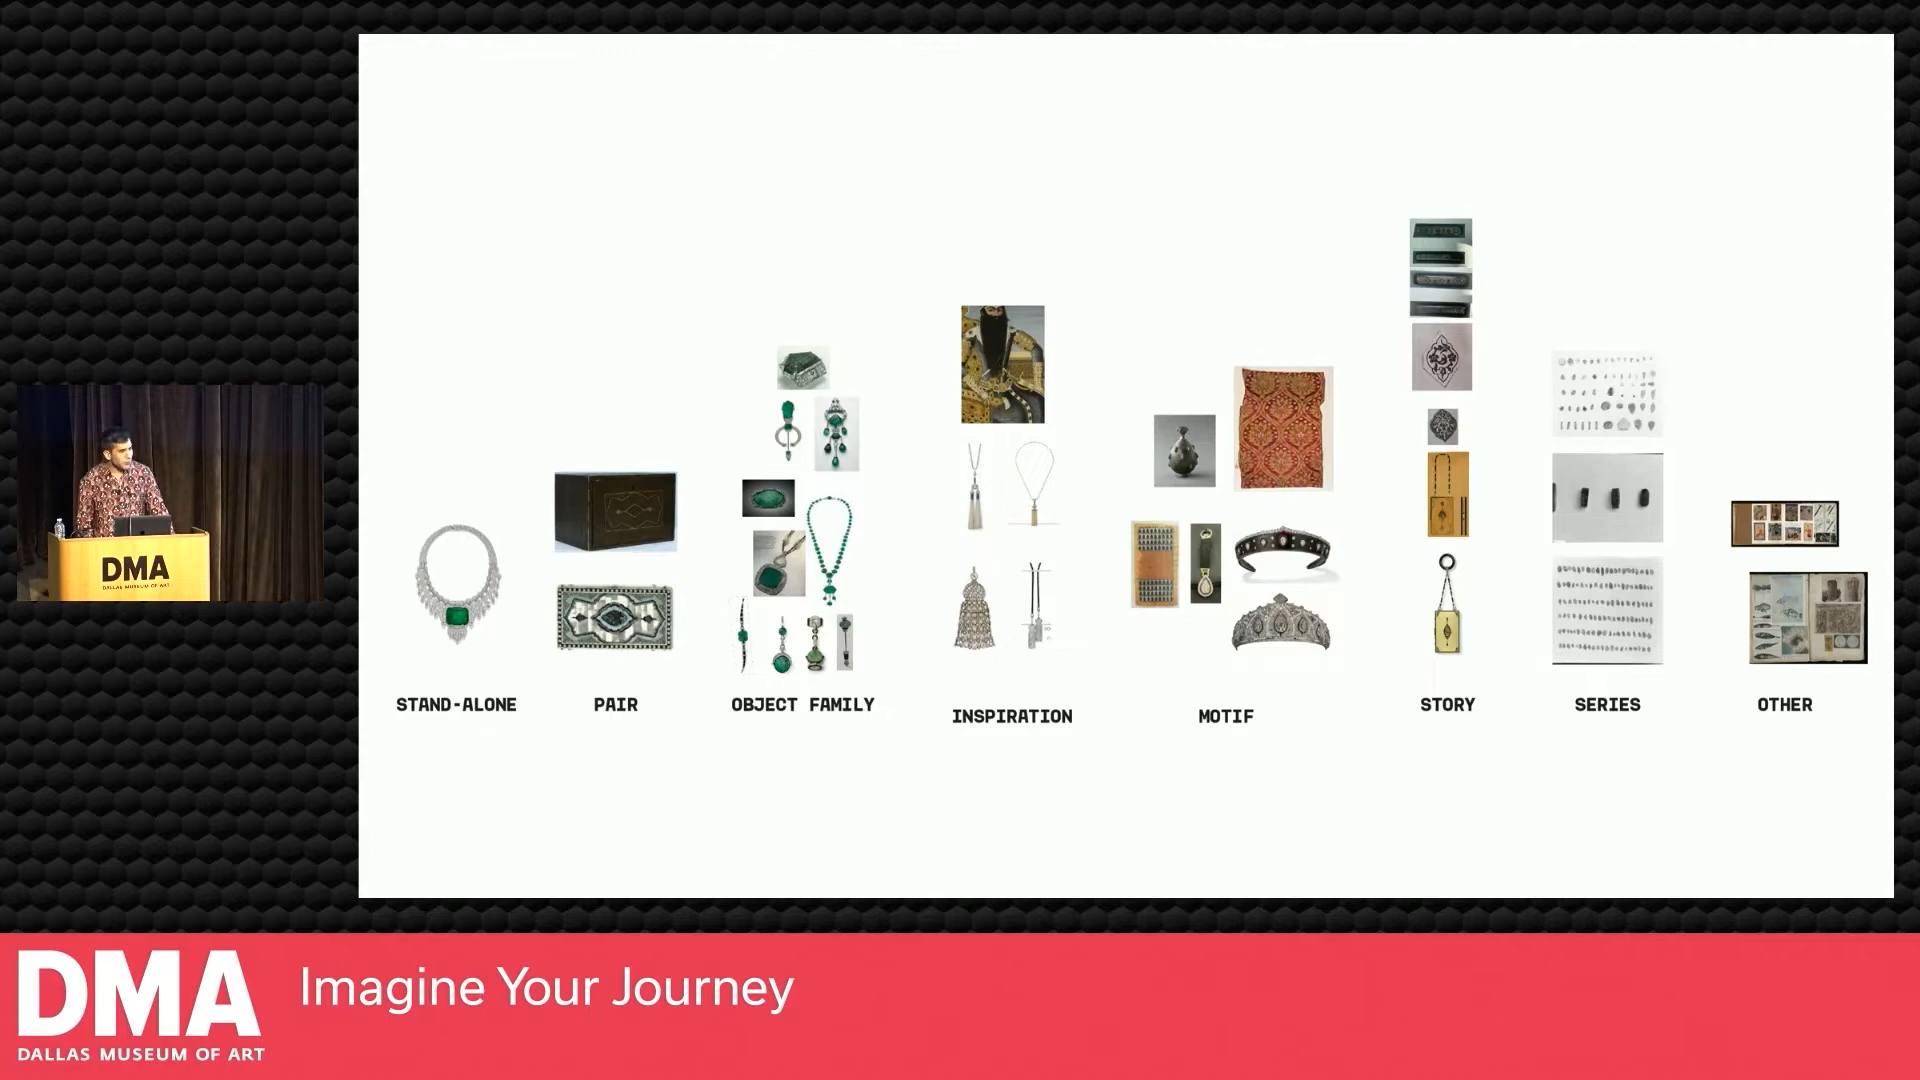 STAND-ALONE
PAIR
OBJECT FAMILY
INSPIRATION
MOTIF
STORY
SERIES
OTHER
DMA
DALLAS MUSEUM OF ART
DMA
DALLAS MUSEUM OF ART
Imagine Your Journey